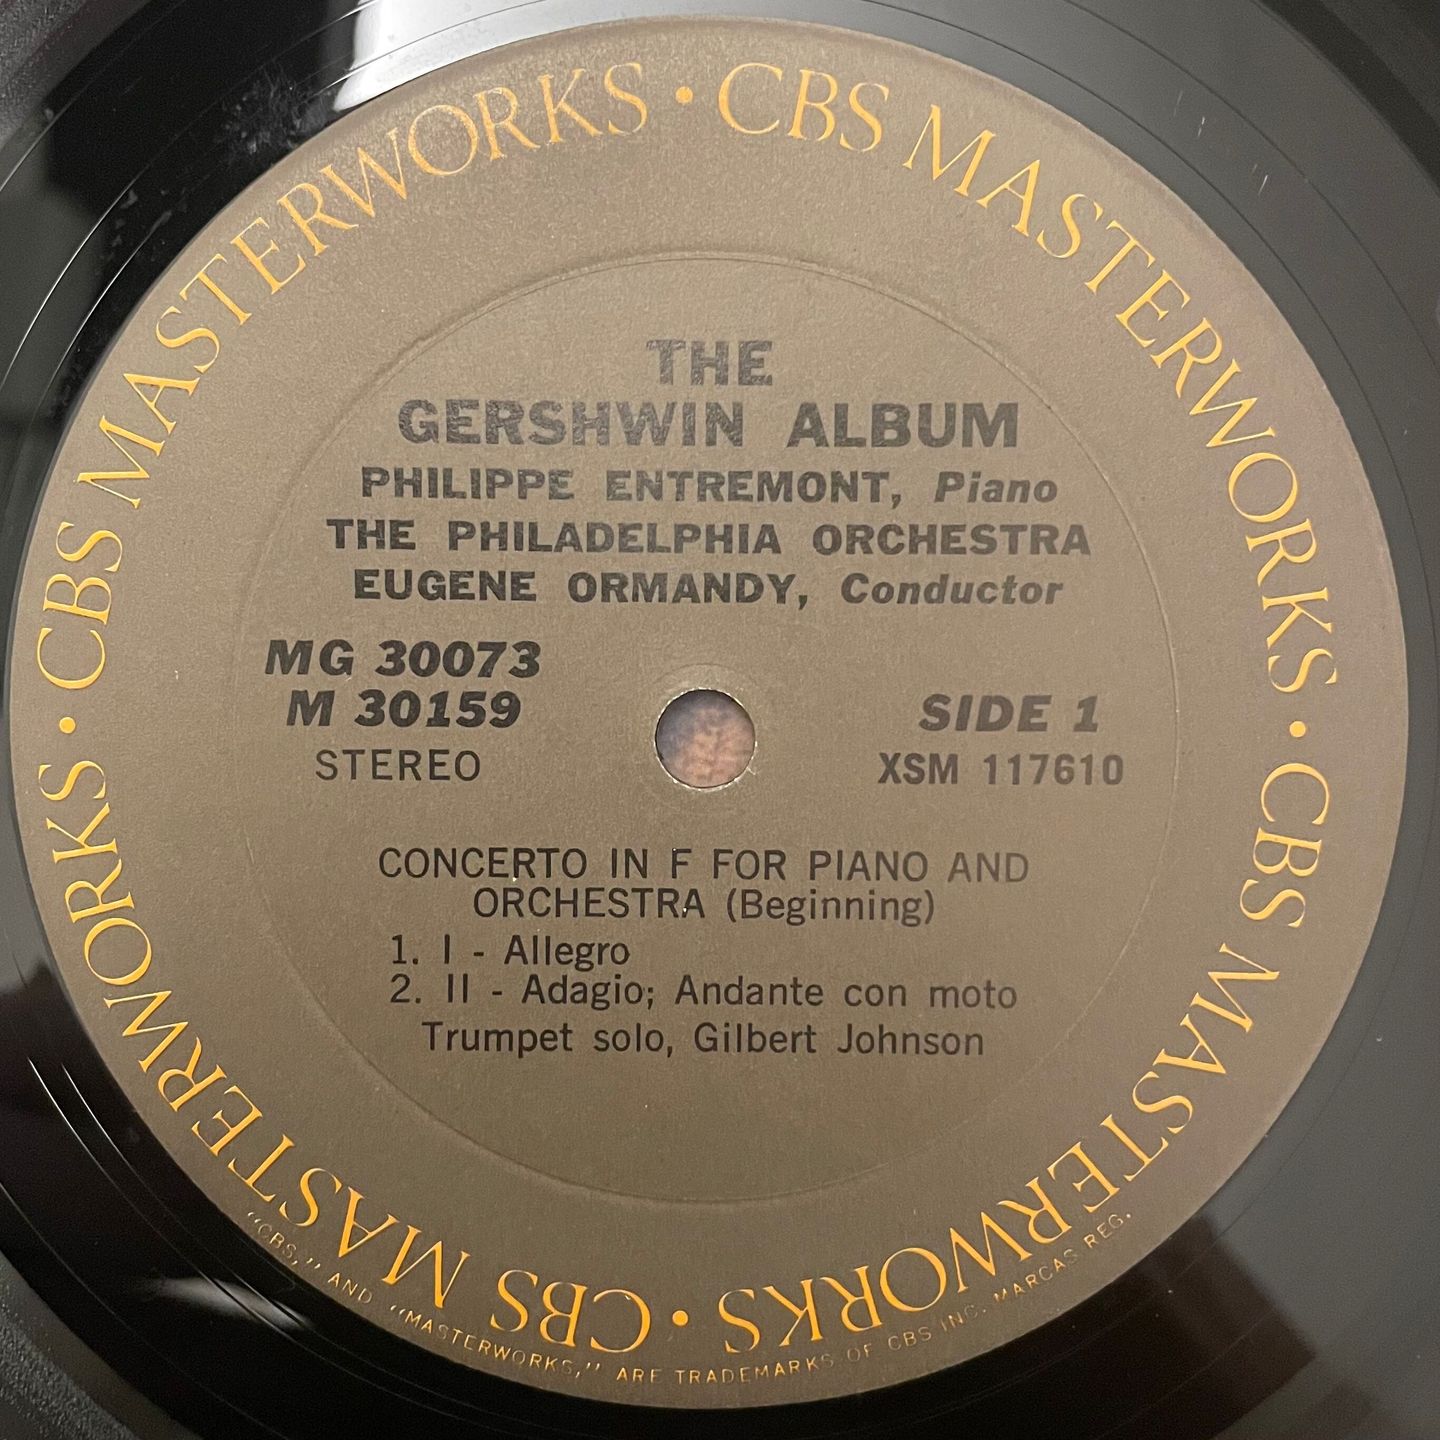 CBS MASTERWORKS • CBS MASTERWORKS • CBS MASTERWORKS • CBS MASTERWORKS • CBS MASTERWORKS •
THE
GERSHWIN ALBUM
PHILIPPE ENTREMONT, Piano
THE PHILADELPHIA ORCHESTRA
EUGENE ORMANDY, Conductor
MG 30073
M 30159
STEREO
SIDE 1
XSM 117610
CONCERTO IN F FOR PIANO AND
ORCHESTRA (Beginning)
1. I - Allegro
2. II - Adagio; Andante con moto
Trumpet solo, Gilbert Johnson
"CBS," AND "MASTERWORKS," ARE TRADEMARKS OF CBS INC. MARCAS REG.